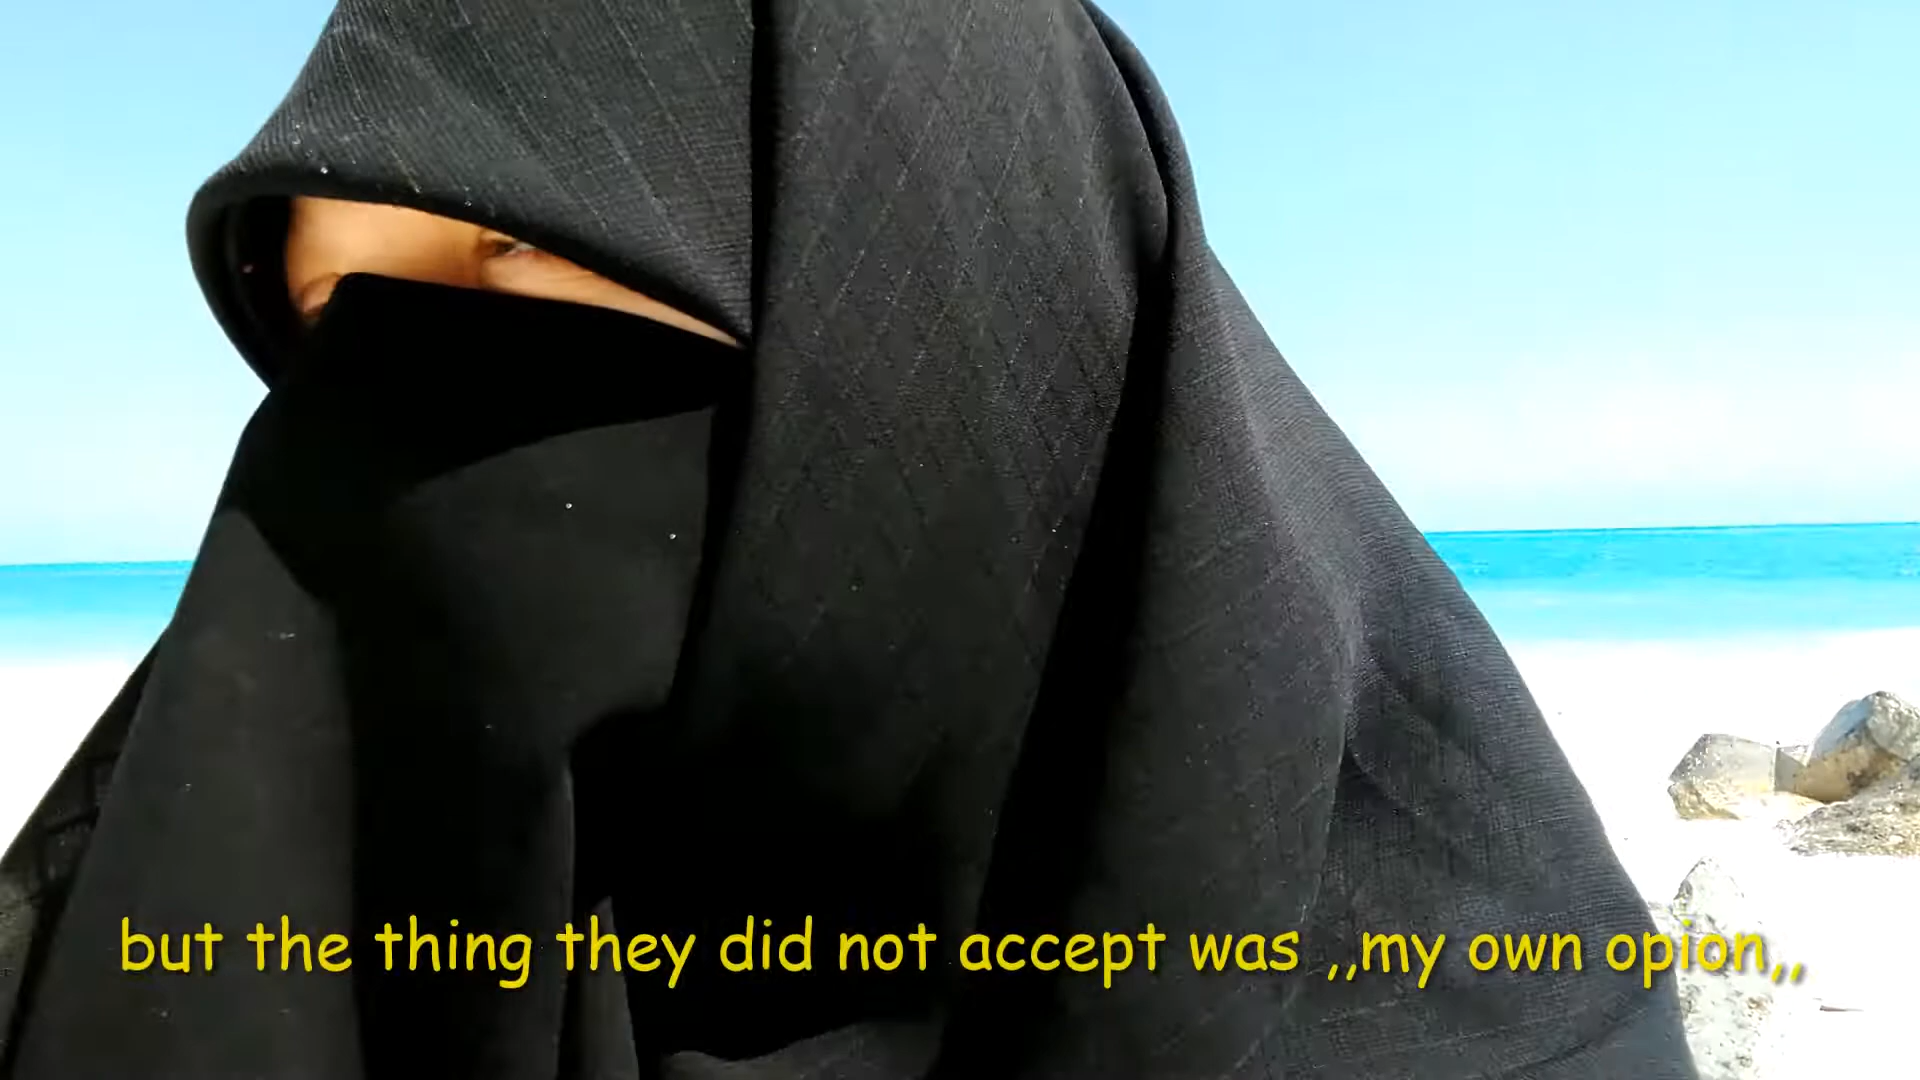 but the thing they did not accept was ,,my own opion,,